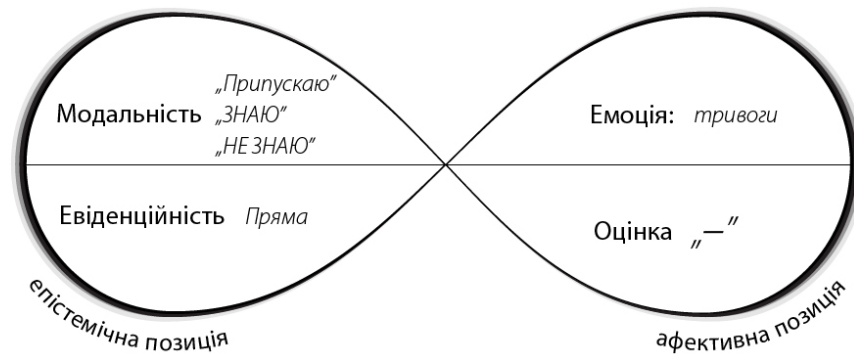 Модальність
„Припускаю”
„ЗНАЮ”
„НЕ ЗНАЮ”
Евіденційність Пряма
епістемічна позиція
Емоція: тривоги
Оцінка „—”
афективна позиція